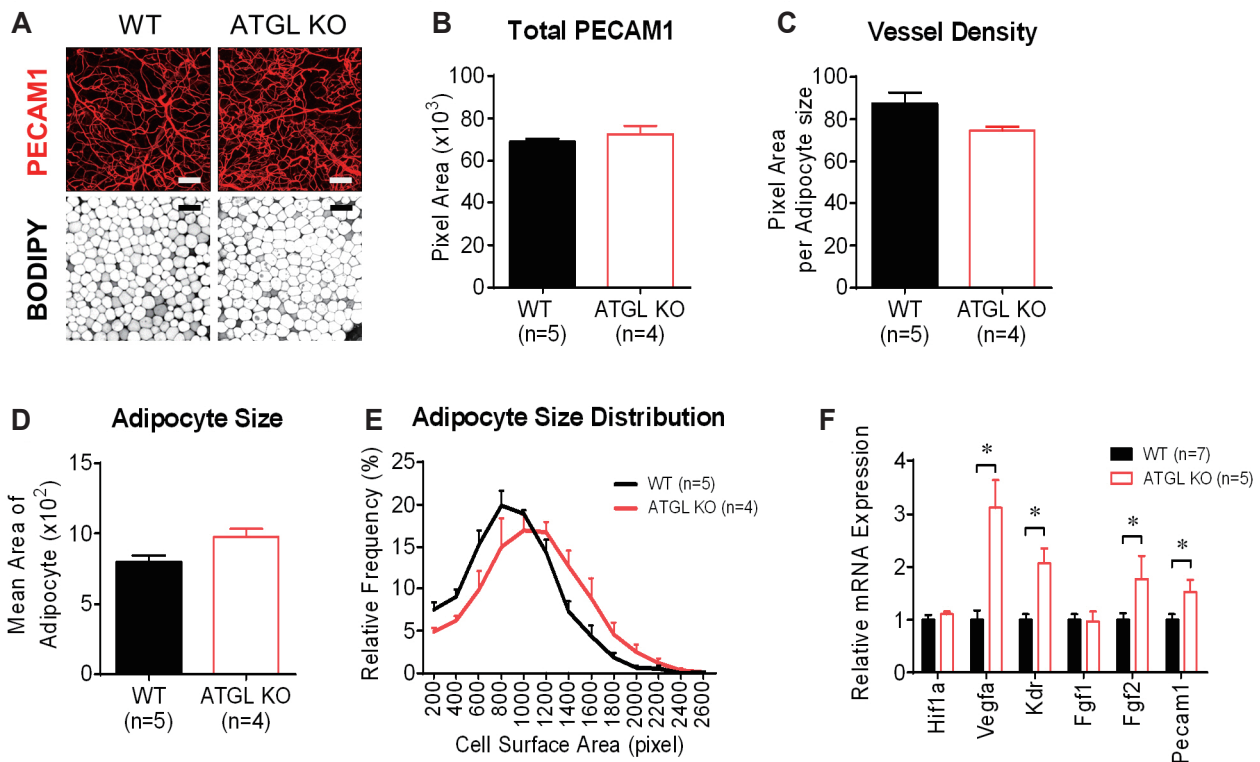 A
WT
ATGL KO
PECAM1
BODIPY
B
Total PECAM1
Pixel Area (x10³)
100
80
60
40
20
0
WT
(n=5)
ATGL KO
(n=4)
C
Vessel Density
Pixel Area
per Adipocyte size
100
80
60
40
20
0
WT
(n=5)
ATGL KO
(n=4)
D
Adipocyte Size
Mean Area of
Adipocyte (x10²)
15
10
5
0
WT
(n=5)
ATGL KO
(n=4)
E
Adipocyte Size Distribution
Relative Frequency (%)
25
20
15
10
5
0
WT (n=5)
ATGL KO (n=4)
200
400
600
800
1000
1200
1400
1600
1800
2000
2200
2400
2600
Cell Surface Area (pixel)
F
Relative mRNA Expression
4
3
2
1
0
WT (n=7)
ATGL KO (n=5)
*
*
*
*
Hif1a
Vegfa
Kdr
Fgf1
Fgf2
Pecam1